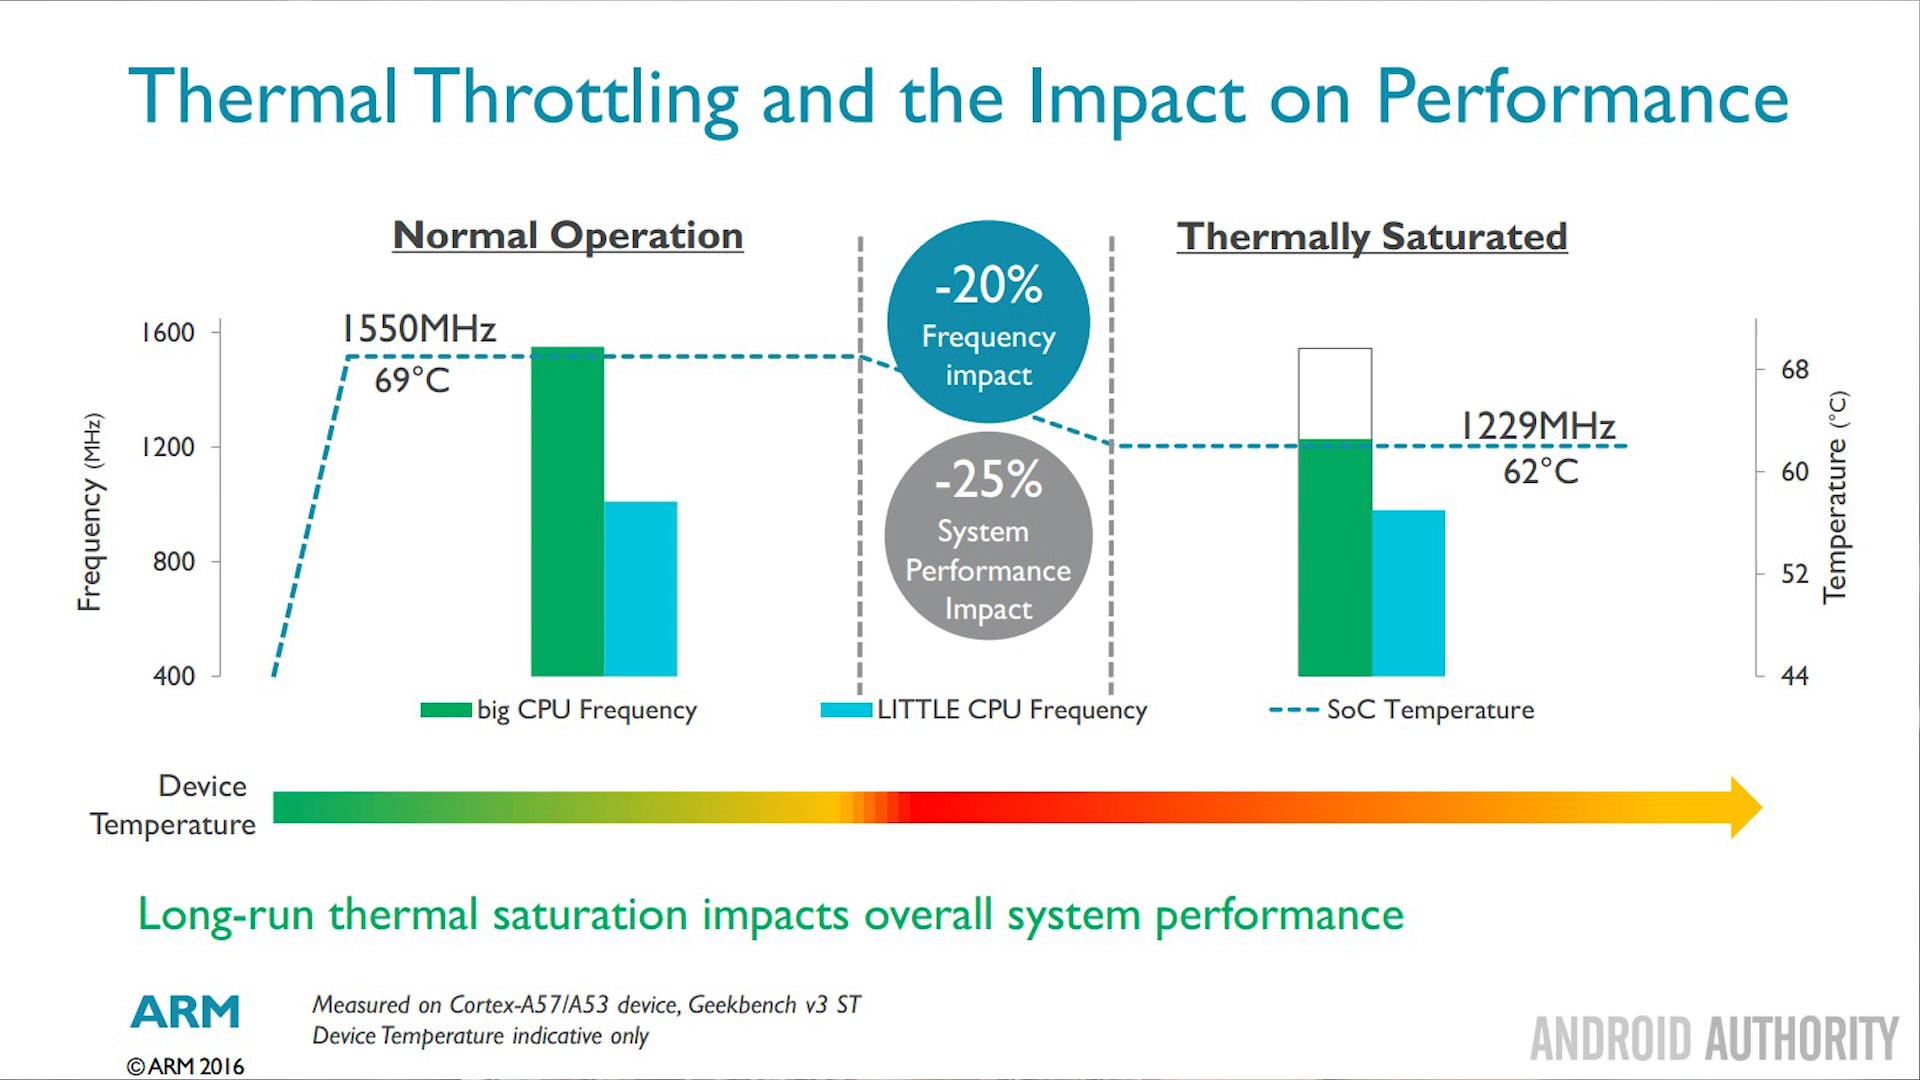 Thermal Throttling and the Impact on Performance
Normal Operation
Thermally Saturated
-20%
Frequency
impact
-25%
System
Performance
Impact
1550MHz
69°C
1229MHz
62°C
Frequency (MHz)
1600
1200
800
400
Temperature (°C)
68
60
52
44
big CPU Frequency
LITTLE CPU Frequency
SoC Temperature
Device
Temperature
Long-run thermal saturation impacts overall system performance
ARM
Measured on Cortex-A57/A53 device, Geekbench v3 ST
Device Temperature indicative only
© ARM 2016
ANDROID AUTHORITY